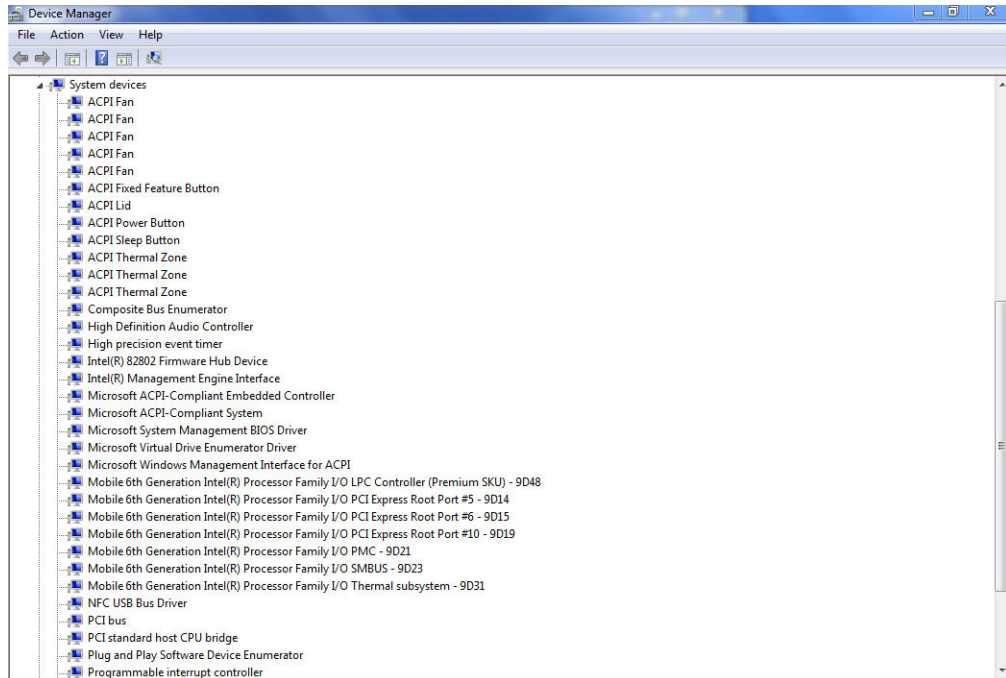 Device Manager
File Action View Help
System devices
ACPI Fan
ACPI Fan
ACPI Fan
ACPI Fan
ACPI Fan
ACPI Fixed Feature Button
ACPI Lid
ACPI Power Button
ACPI Sleep Button
ACPI Thermal Zone
ACPI Thermal Zone
ACPI Thermal Zone
Composite Bus Enumerator
High Definition Audio Controller
High precision event timer
Intel(R) 82802 Firmware Hub Device
Intel(R) Management Engine Interface
Microsoft ACPI-Compliant Embedded Controller
Microsoft ACPI-Compliant System
Microsoft System Management BIOS Driver
Microsoft Virtual Drive Enumerator Driver
Microsoft Windows Management Interface for ACPI
Mobile 6th Generation Intel(R) Processor Family I/O LPC Controller (Premium SKU) - 9D48
Mobile 6th Generation Intel(R) Processor Family I/O PCI Express Root Port #5 - 9D14
Mobile 6th Generation Intel(R) Processor Family I/O PCI Express Root Port #6 - 9D15
Mobile 6th Generation Intel(R) Processor Family I/O PCI Express Root Port #10 - 9D19
Mobile 6th Generation Intel(R) Processor Family I/O PMC - 9D21
Mobile 6th Generation Intel(R) Processor Family I/O SMBUS - 9D23
Mobile 6th Generation Intel(R) Processor Family I/O Thermal subsystem - 9D31
NFC USB Bus Driver
PCI bus
PCI standard host CPU bridge
Plug and Play Software Device Enumerator
Programmable interrupt controller